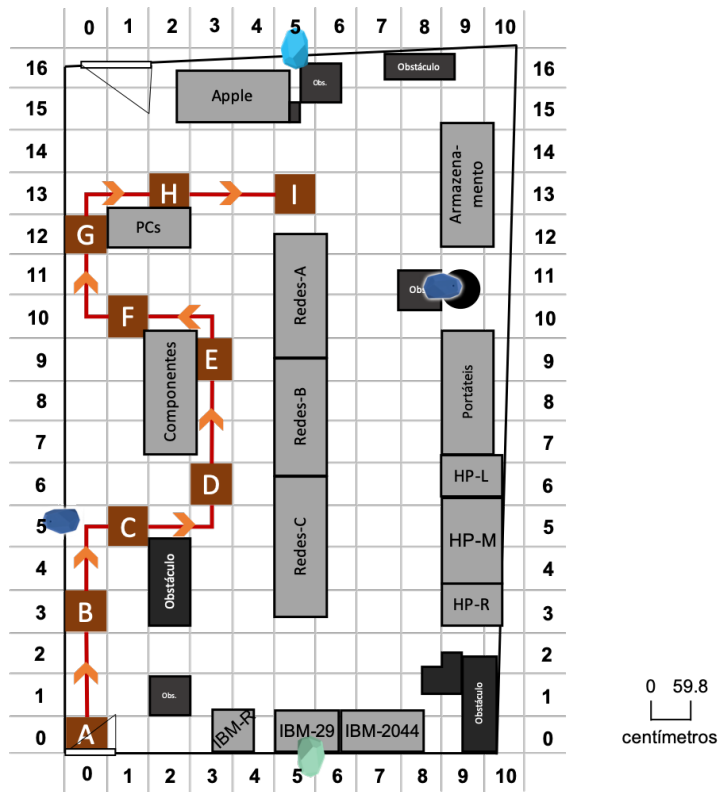 0 1 2 3 4 5 6 7 8 9 10
16 Apple Obs. Obstáculo 16
15 15
14 14
Armazena-
mento
13 H I 13
12 G PCs 12
11 Obs. 11
10 F Redes-A 10
9 Componentes E Portáteis 9
8 Redes-B 8
7 7
6 D HP-L 6
5 C Redes-C HP-M 5
4 Obstáculo 4
3 B HP-R 3
2 2
1 Obs. Obstáculo 1
0 A IBM-R IBM-29 IBM-2044 0
0 1 2 3 4 5 6 7 8 9 10
0 59.8
centímetros